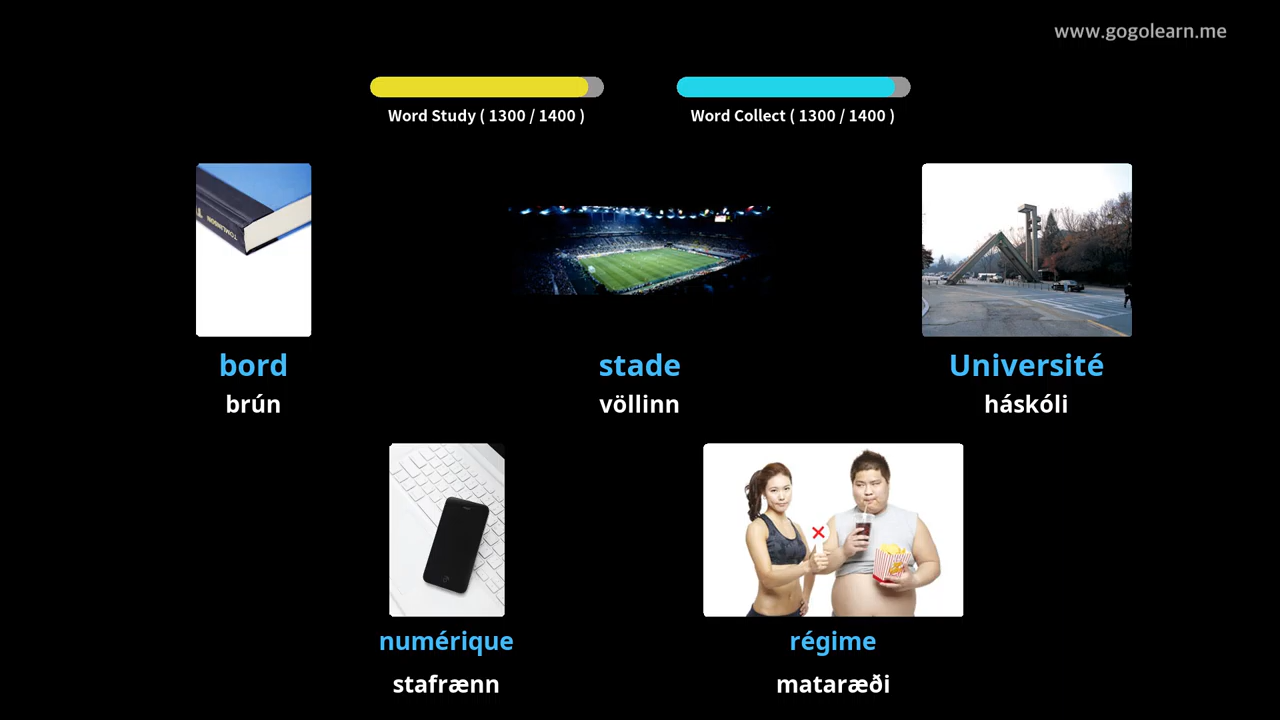 www.gogolearn.me
Word Study ( 1300 / 1400 )
Word Collect ( 1300 / 1400 )
TOMLINSON
bord
stade
Université
brún
völlinn
háskóli
numérique
régime
stafrænn
mataræði